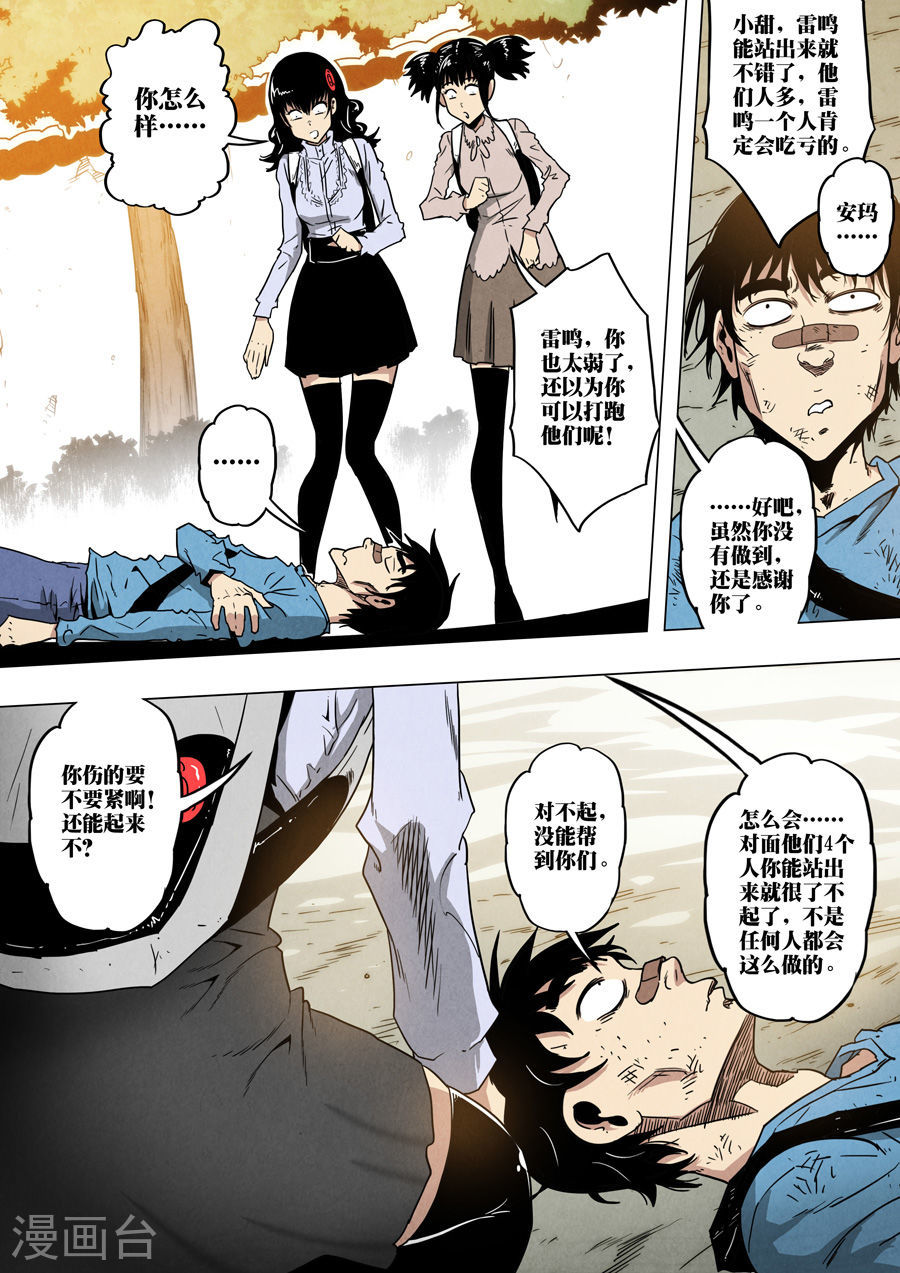 你怎么
样……
雷鸣，你
也太弱了，
还以为你
可以打跑
他们呢！
……
小甜，雷鸣
能站出来就
不错了，他
们人多，雷
鸣一个人肯
定会吃亏的。
安玛
……
……好吧，
虽然你没
有做到，
还是感谢
你了。
你伤的要
不要紧啊！
还能起来
不？
对不起，
没能帮
到你们。
怎么会……
对面他们4个
人你能站出
来就很了不
起了，不是
任何人都会
这么做的。
漫画台